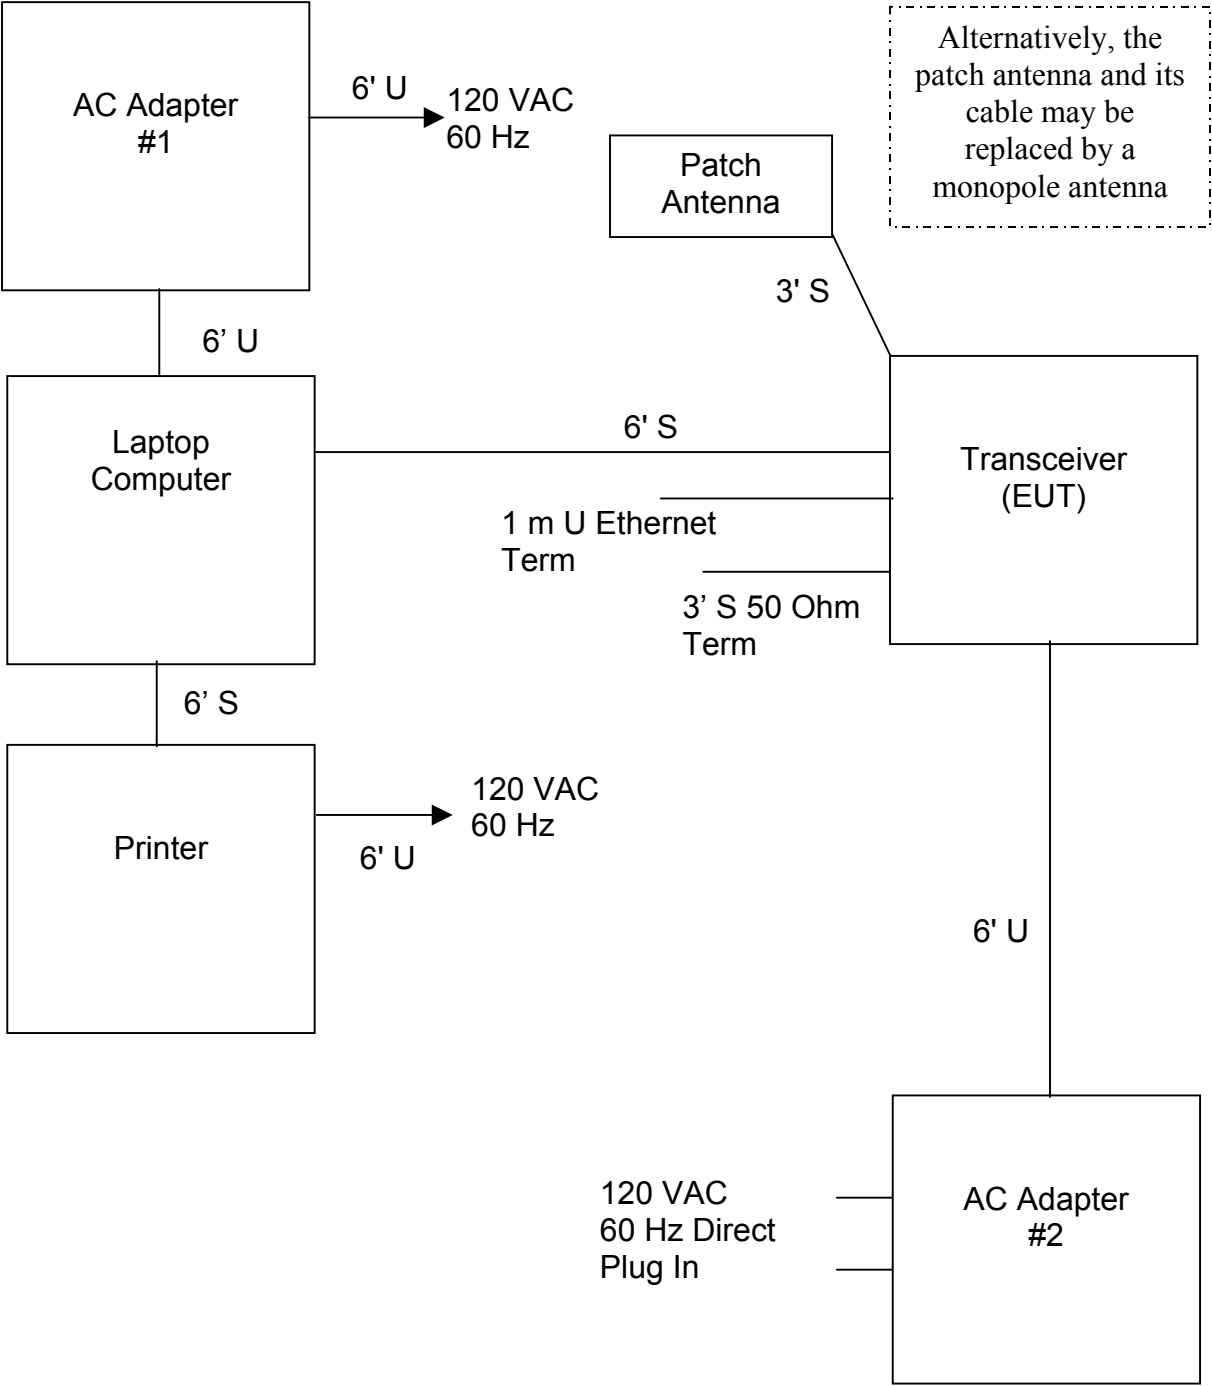 AC Adapter
#1
6' U
120 VAC
60 Hz
Alternatively, the
patch antenna and its
cable may be
replaced by a
monopole antenna
Patch
Antenna
3' S
6’ U
Laptop
Computer
6' S
Transceiver
(EUT)
1 m U Ethernet
Term
3’ S 50 Ohm
Term
6’ S
Printer
120 VAC
60 Hz
6' U
6' U
120 VAC
60 Hz Direct
Plug In
AC Adapter
#2